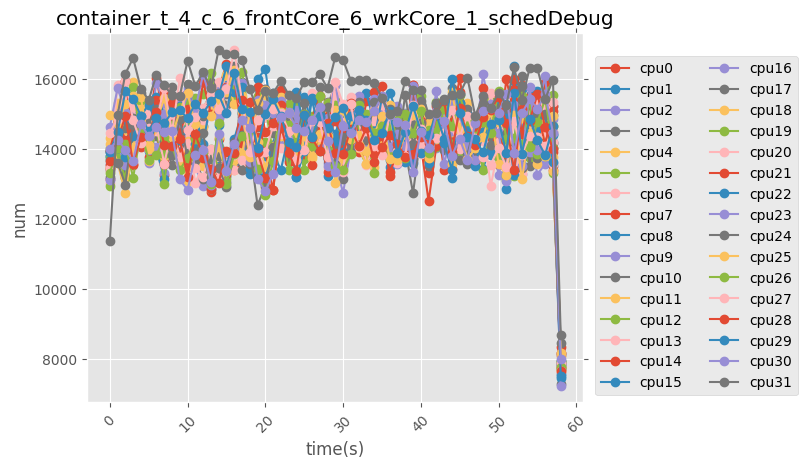 container_t_4_c_6_frontCore_6_wrkCore_1_schedDebug
16000
14000
12000
10000
8000
num
0
10
20
30
40
50
60
time(s)
cpu0
cpu1
cpu2
cpu3
cpu4
cpu5
cpu6
cpu7
cpu8
cpu9
cpu10
cpu11
cpu12
cpu13
cpu14
cpu15
cpu16
cpu17
cpu18
cpu19
cpu20
cpu21
cpu22
cpu23
cpu24
cpu25
cpu26
cpu27
cpu28
cpu29
cpu30
cpu31